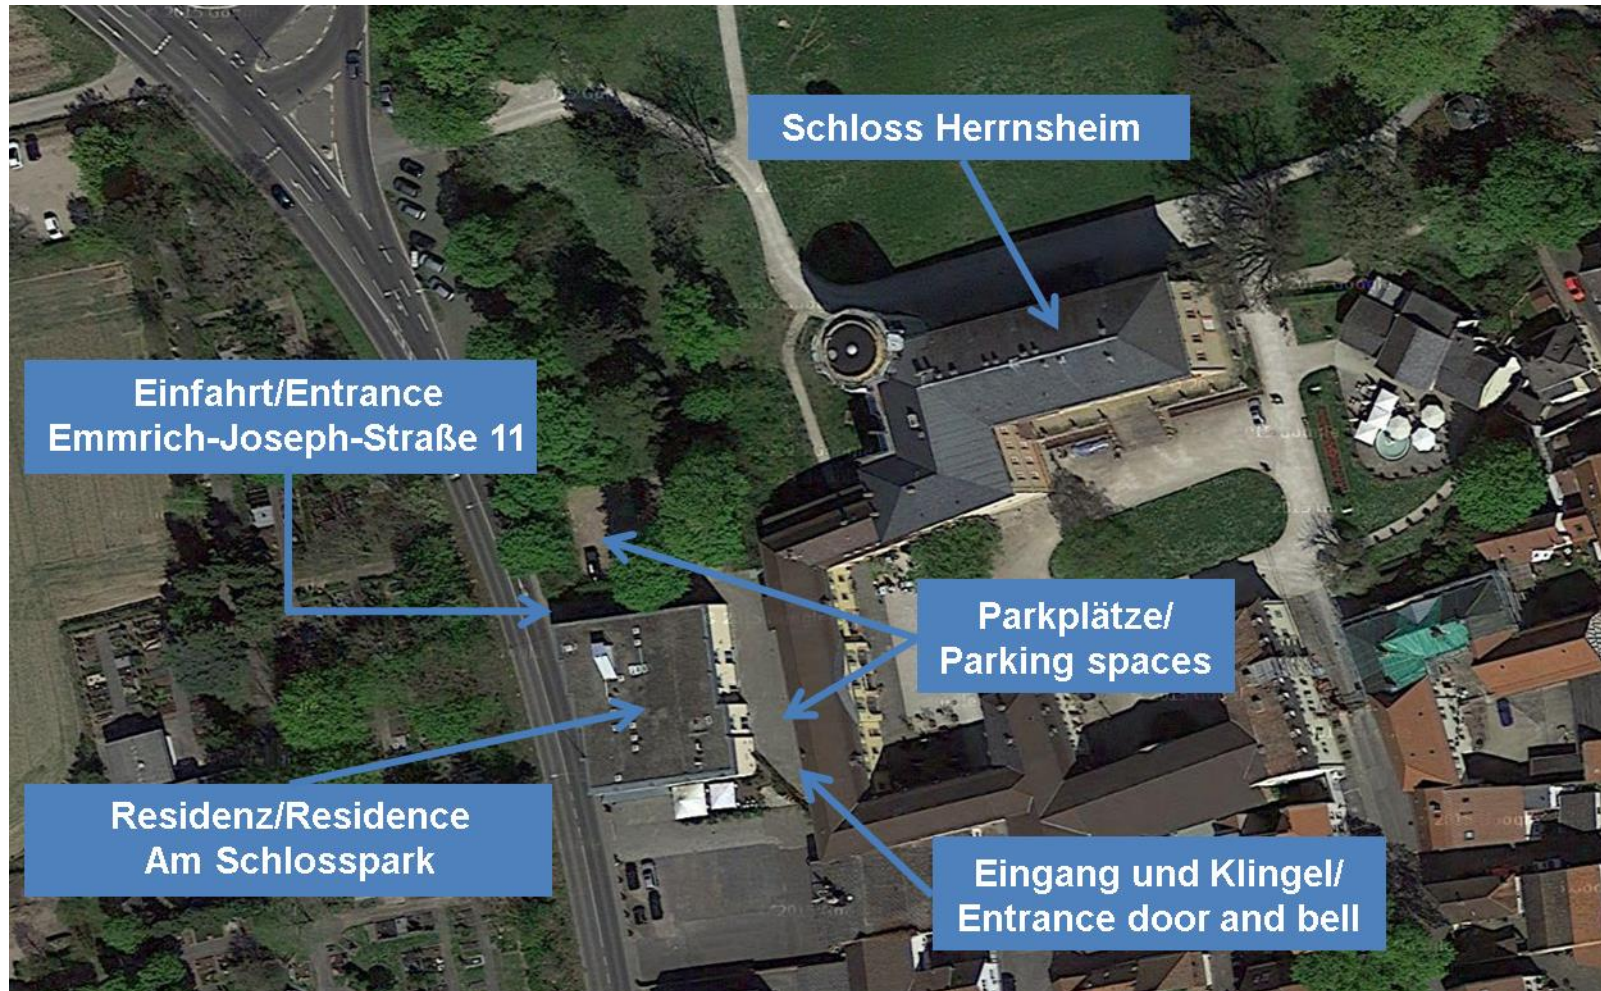 Schloss Herrnsheim
Einfahrt/Entrance
Emmrich-Joseph-Straße 11
Parkplätze/
Parking spaces
Residenz/Residence
Am Schlosspark
Eingang und Klingel/
Entrance door and bell